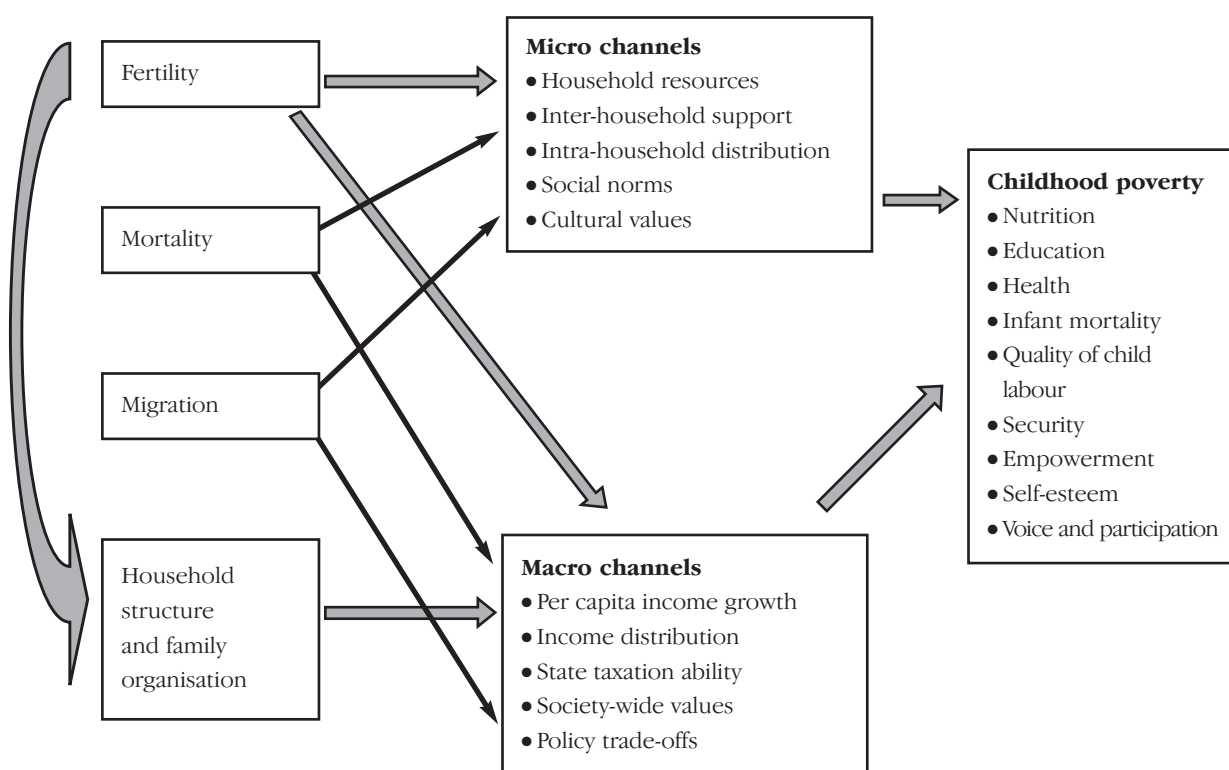 Fertility
Mortality
Migration
Household
structure
and family
organisation
Micro channels
• Household resources
• Inter-household support
• Intra-household distribution
• Social norms
• Cultural values
Macro channels
• Per capita income growth
• Income distribution
• State taxation ability
• Society-wide values
• Policy trade-offs
Childhood poverty
• Nutrition
• Education
• Health
• Infant mortality
• Quality of child
labour
• Security
• Empowerment
• Self-esteem
• Voice and participation